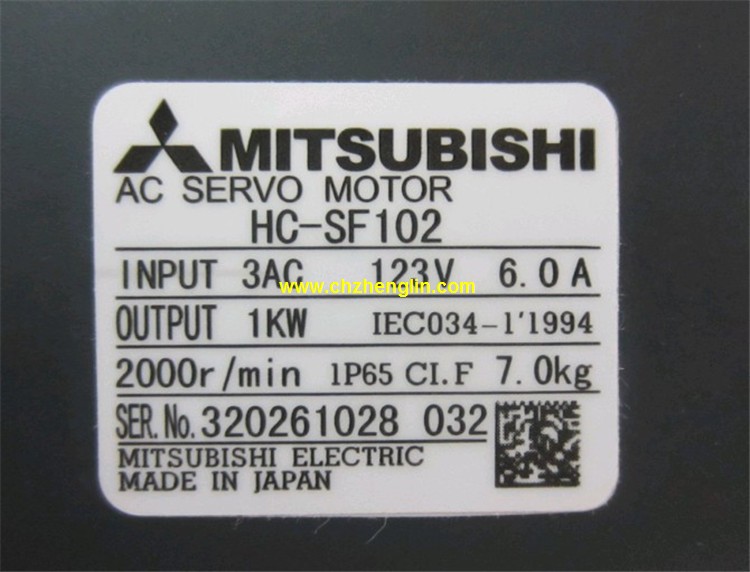 MITSUBISHI
AC SERVO MOTOR
HC-SF102
INPUT 3AC 123V 6.0A
www.chzhenglin.com
OUTPUT 1KW IEC034-1'1994
2000r/min IP65 CI.F 7.0kg
SER.No.320261028 032
MITSUBISHI ELECTRIC
MADE IN JAPAN